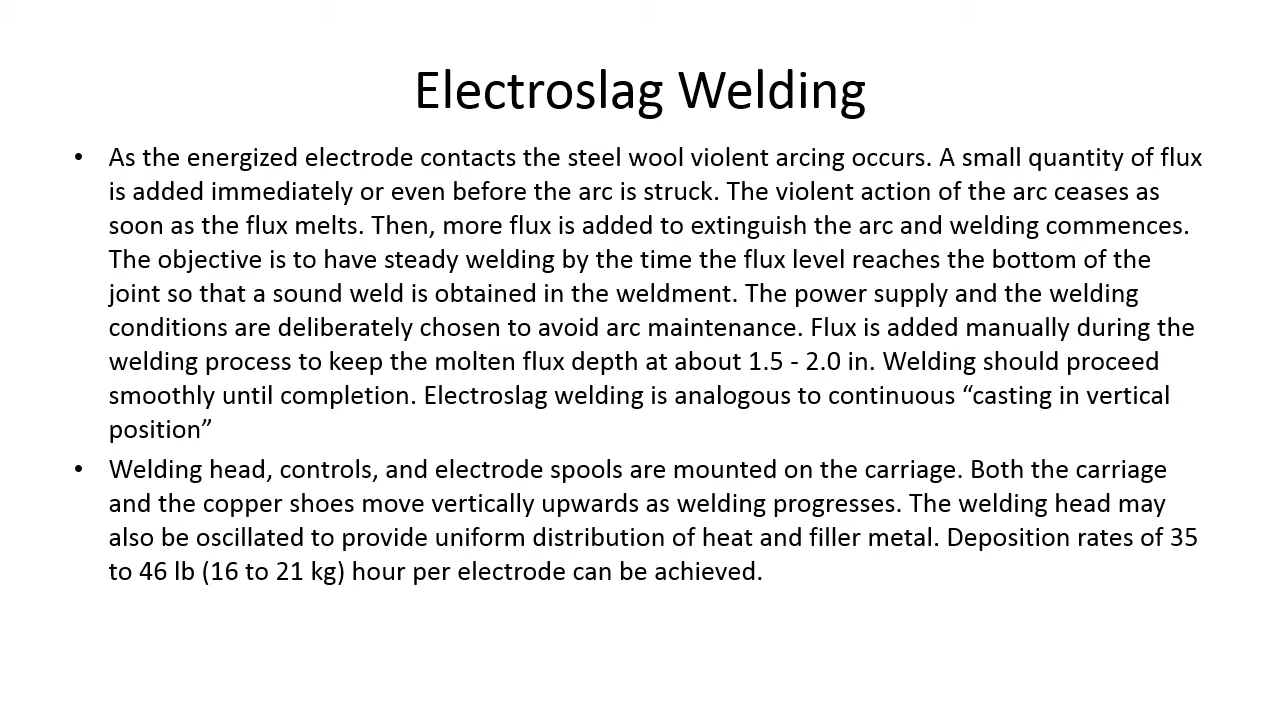 Electroslag Welding
• As the energized electrode contacts the steel wool violent arcing occurs. A small quantity of flux
is added immediately or even before the arc is struck. The violent action of the arc ceases as
soon as the flux melts. Then, more flux is added to extinguish the arc and welding commences.
The objective is to have steady welding by the time the flux level reaches the bottom of the
joint so that a sound weld is obtained in the weldment. The power supply and the welding
conditions are deliberately chosen to avoid arc maintenance. Flux is added manually during the
welding process to keep the molten flux depth at about 1.5 - 2.0 in. Welding should proceed
smoothly until completion. Electroslag welding is analogous to continuous “casting in vertical
position”
• Welding head, controls, and electrode spools are mounted on the carriage. Both the carriage
and the copper shoes move vertically upwards as welding progresses. The welding head may
also be oscillated to provide uniform distribution of heat and filler metal. Deposition rates of 35
to 46 lb (16 to 21 kg) hour per electrode can be achieved.